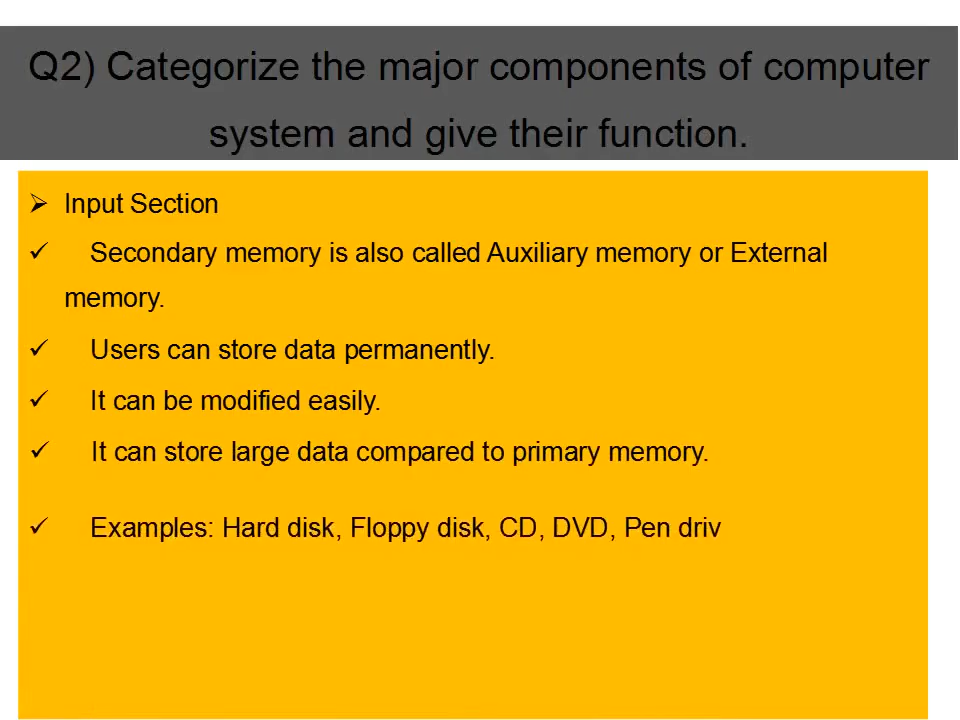 Q2) Categorize the major components of computer
system and give their function.
➢ Input Section
✓ Secondary memory is also called Auxiliary memory or External
memory.
✓ Users can store data permanently.
✓ It can be modified easily.
✓ It can store large data compared to primary memory.
✓ Examples: Hard disk, Floppy disk, CD, DVD, Pen driv